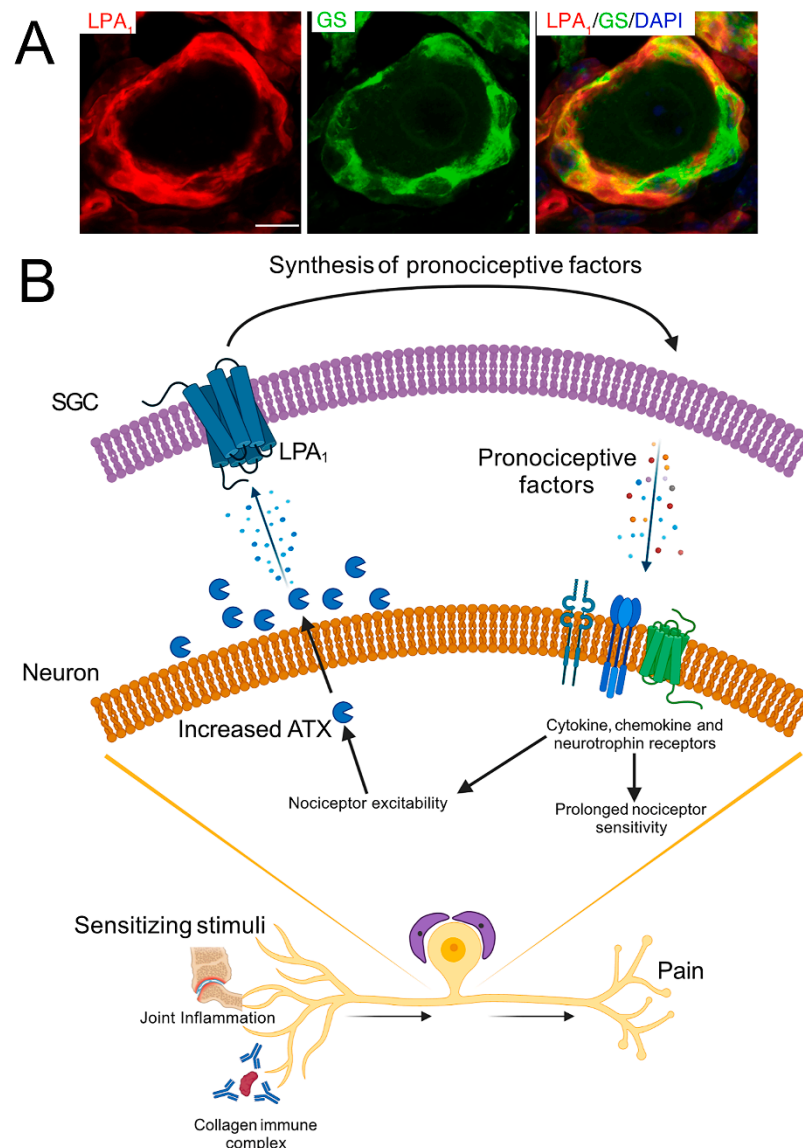 A
LPA₁
GS
LPA₁/GS/DAPI
B
Synthesis of pronociceptive factors
SGC
LPA₁
Pronociceptive
factors
Neuron
Increased ATX
Cytokine, chemokine and
neurotrophin receptors
Nociceptor excitability
Prolonged nociceptor
sensitivity
Sensitizing stimuli
Pain
Joint Inflammation
Collagen immune
complex